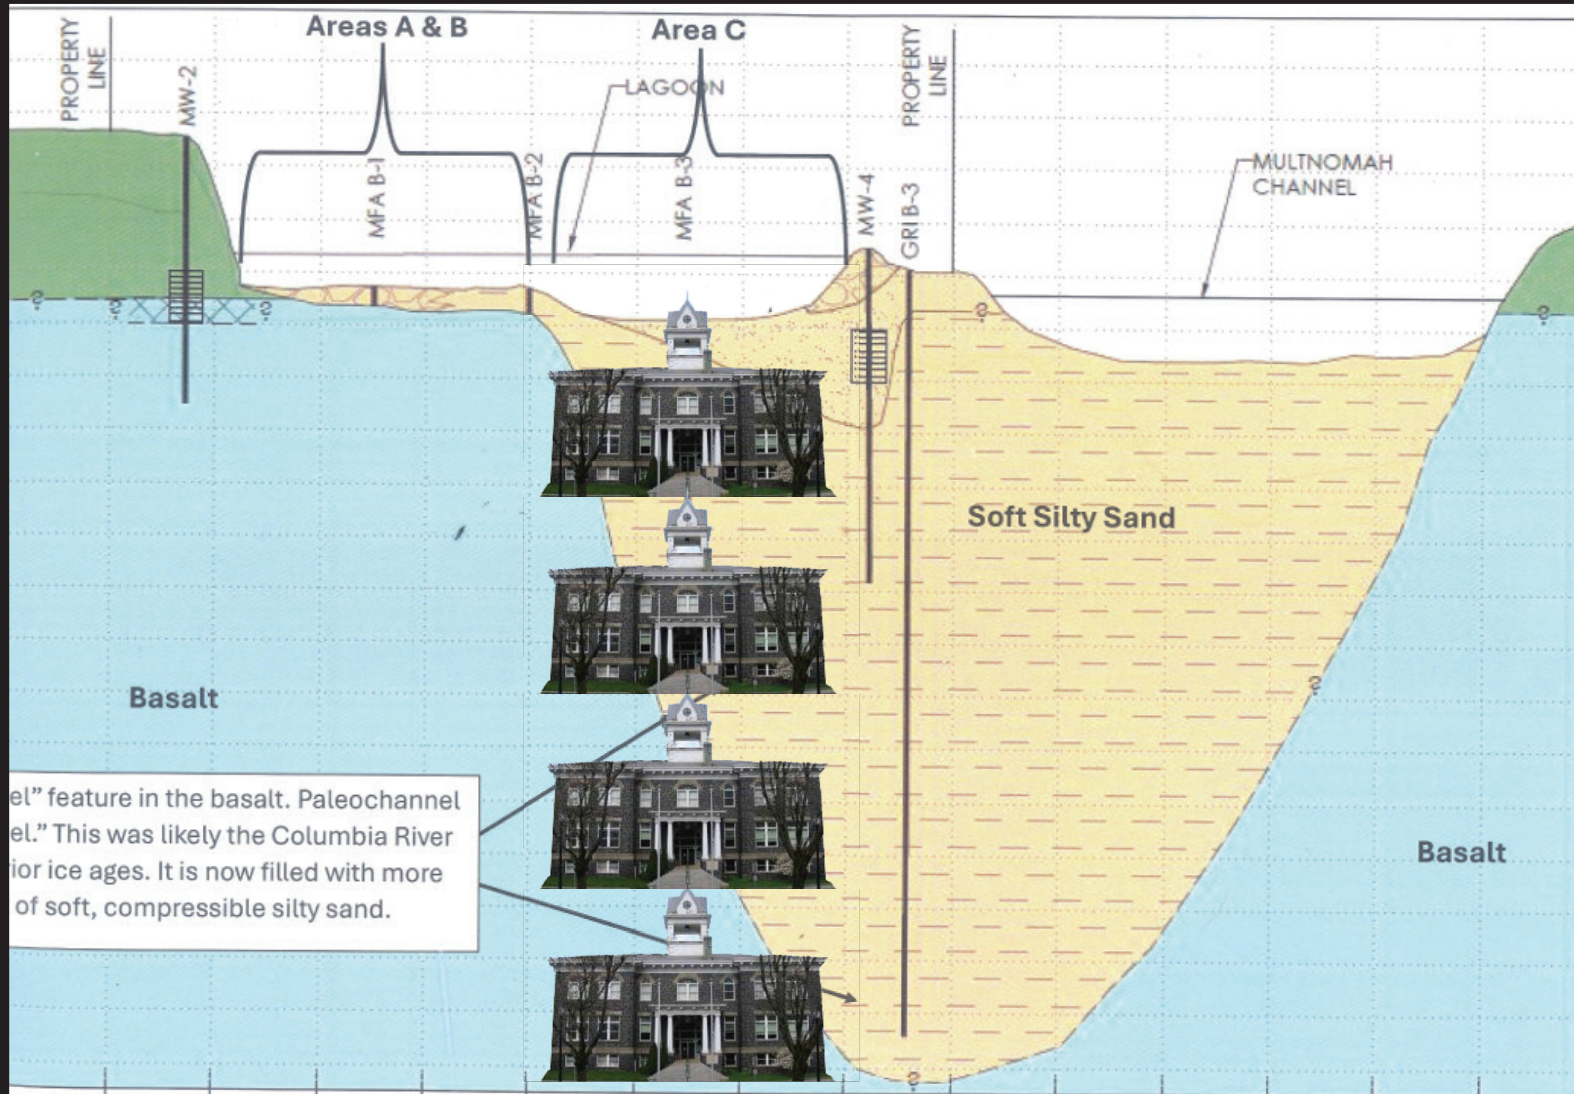 Areas A & B
Area C
PROPERTY
LINE
MW-2
LAGOON
PROPERTY
LINE
MFA B-1
MFA B-2
MFA B-3
MW-4
GRI B-3
MULTNOMAH
CHANNEL
?
?
?
?
?
Soft Silty Sand
?
Basalt
el” feature in the basalt. Paleochannel
el.” This was likely the Columbia River
ior ice ages. It is now filled with more
of soft, compressible silty sand.
Basalt
?